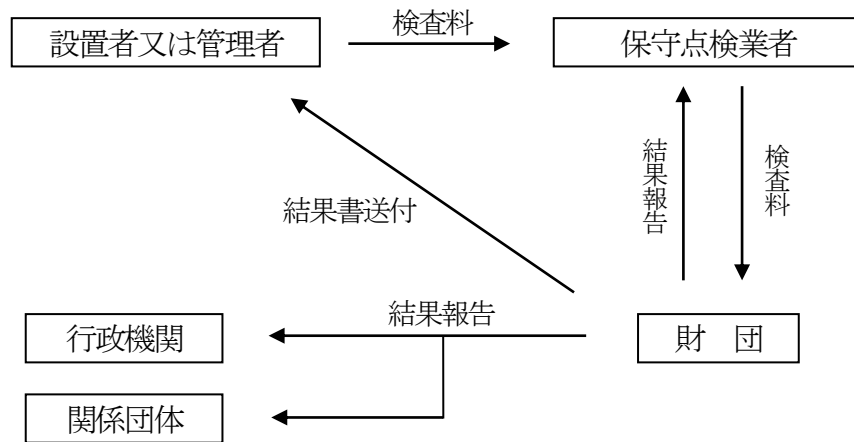 設置者又は管理者
検査料
保守点検業者
結果報告
検査料
結果書送付
結果報告
行政機関
財　団
関係団体